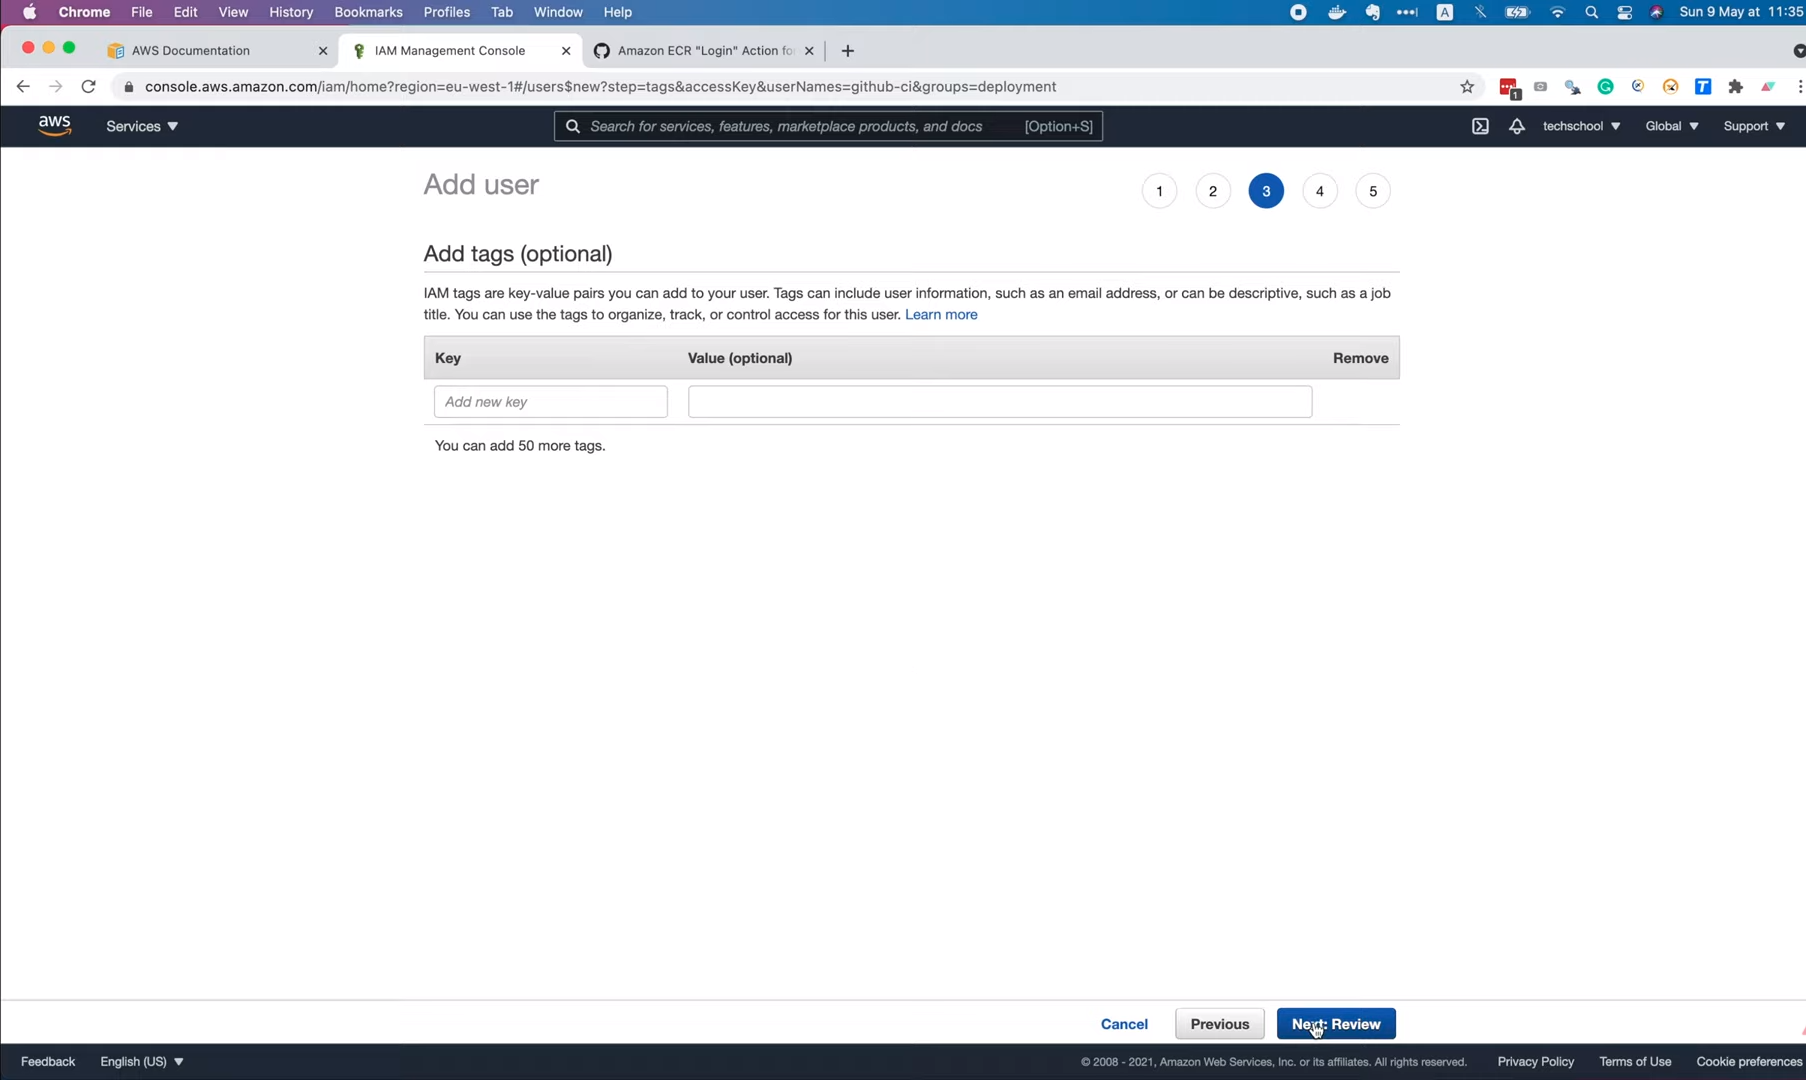 Chrome File Edit View History Bookmarks Profiles Tab Window Help A Sun 9 May at 11:35
AWS Documentation IAM Management Console Amazon ECR "Login" Action fo
console.aws.amazon.com/iam/home?region=eu-west-1#/users$new?step=tags&accessKey&userNames=github-ci&groups=deployment 1 T
aws Services Search for services, features, marketplace products, and docs [Option+S] techschool Global Support
Add user 1 2 3 4 5
Add tags (optional)
IAM tags are key-value pairs you can add to your user. Tags can include user information, such as an email address, or can be descriptive, such as a job
title. You can use the tags to organize, track, or control access for this user. Learn more
Key Value (optional) Remove
Add new key
You can add 50 more tags.
Cancel Previous Next: Review
Feedback English (US) © 2008 - 2021, Amazon Web Services, Inc. or its affiliates. All rights reserved. Privacy Policy Terms of Use Cookie preferences